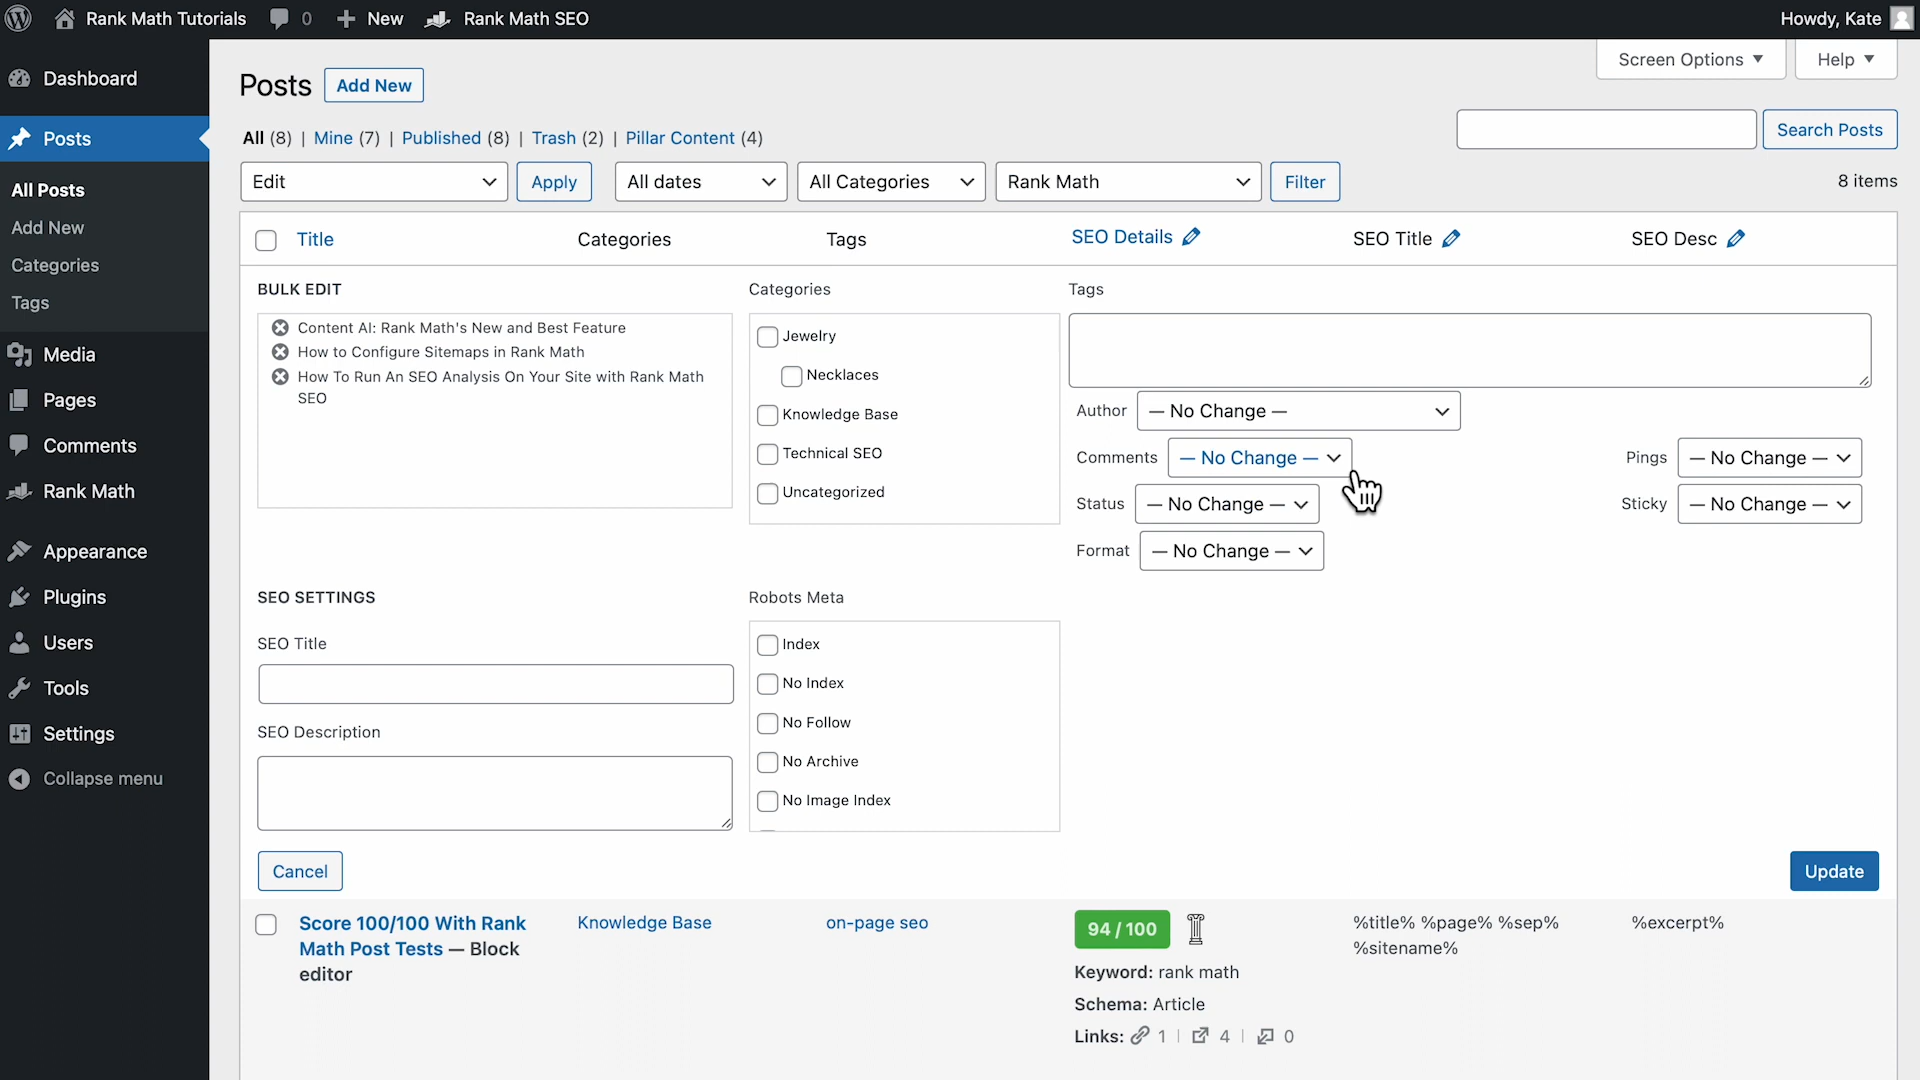 Rank Math Tutorials 0 New Rank Math SEO Howdy, Kate
Screen Options ▼ Help ▼
Dashboard
Posts
All Posts
Add New
Categories
Tags
Media
Pages
Comments
Rank Math
Appearance
Plugins
Users
Tools
Settings
Collapse menu
Posts Add New
All (8) | Mine (7) | Published (8) | Trash (2) | Pillar Content (4)
Search Posts
Edit Apply All dates All Categories Rank Math Filter 8 items
Title Categories Tags SEO Details SEO Title SEO Desc
BULK EDIT
Content AI: Rank Math's New and Best Feature
How to Configure Sitemaps in Rank Math
How To Run An SEO Analysis On Your Site with Rank Math
SEO
Categories
Jewelry
Necklaces
Knowledge Base
Technical SEO
Uncategorized
Tags
Author — No Change —
Comments — No Change — Pings — No Change —
Status — No Change — Sticky — No Change —
Format — No Change —
SEO SETTINGS
SEO Title
SEO Description
Robots Meta
Index
No Index
No Follow
No Archive
No Image Index
Cancel Update
Score 100/100 With Rank
Math Post Tests — Block
editor
Knowledge Base
on-page seo
94 / 100
Keyword: rank math
Schema: Article
Links: 1 | 4 | 0
%title% %page% %sep%
%sitename%
%excerpt%